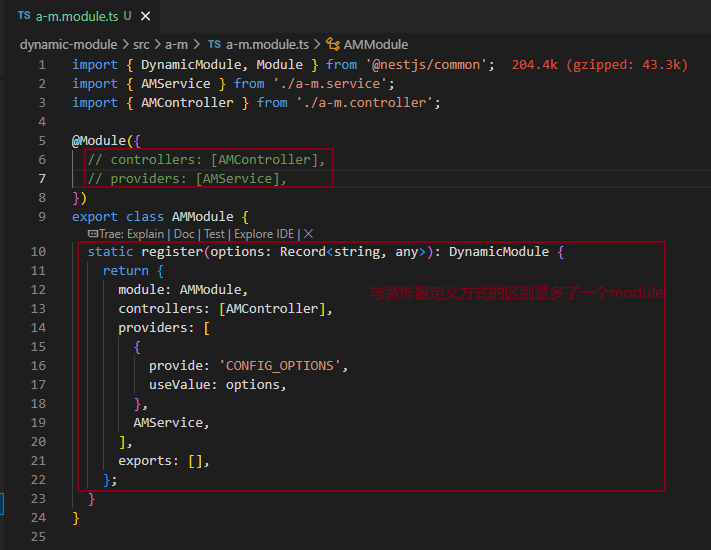 TS a-m.module.ts U ×
dynamic-module > src > a-m > TS a-m.module.ts > AMModule
1 import { DynamicModule, Module } from '@nestjs/common'; 204.4k (gzipped: 43.3k)
2 import { AMService } from './a-m.service';
3 import { AMController } from './a-m.controller';
4
5 @Module({
6 // controllers: [AMController],
7 // providers: [AMService],
8 })
9 export class AMModule {
Trae: Explain | Doc | Test | Explore IDE | ×
10 static register(options: Record<string, any>): DynamicModule {
11 return {
12 module: AMModule,
与装饰器定义方式的区别是多了一个module
13 controllers: [AMController],
14 providers: [
15 {
16 provide: 'CONFIG_OPTIONS',
17 useValue: options,
18 },
19 AMService,
20 ],
21 exports: [],
22 };
23 }
24 }
25